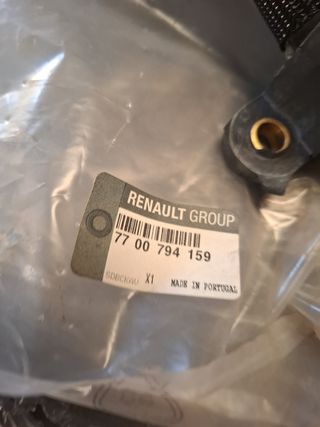 RENAULT GROUP
77 00 794 159
X1 MADE IN PORTUGAL